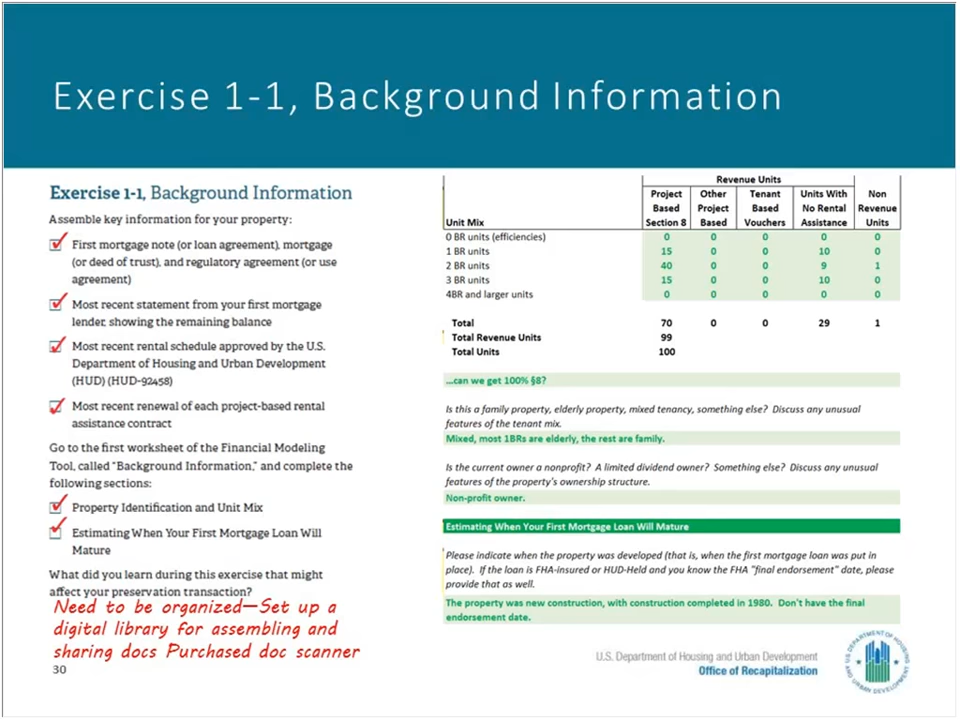 Exercise 1-1, Background Information
Exercise 1-1, Background Information
Assemble key information for your property:
First mortgage note (or loan agreement), mortgage
(or deed of trust), and regulatory agreement (or use
agreement)
Most recent statement from your first mortgage
lender, showing the remaining balance
Most recent rental schedule approved by the U.S.
Department of Housing and Urban Development
(HUD) (HUD-92458)
Most recent renewal of each project-based rental
assistance contract
Go to the first worksheet of the Financial Modeling
Tool, called "Background Information," and complete the
following sections:
Property Identification and Unit Mix
Estimating When Your First Mortgage Loan Will
Mature
What did you learn during this exercise that might
affect your preservation transaction?
Need to be organized—Set up a
digital library for assembling and
sharing docs Purchased doc scanner
30
Revenue Units
Project Other Tenant Units With Non
Based Project Based No Rental Revenue
Unit Mix Section 8 Based Vouchers Assistance Units
0 BR units (efficiencies) 0 0 0 0 0
1 BR units 15 0 0 10 0
2 BR units 40 0 0 9 1
3 BR units 15 0 0 10 0
4BR and larger units 0 0 0 0 0
Total 70 0 0 29 1
Total Revenue Units 99
Total Units 100
...can we get 100% §8?
Is this a family property, elderly property, mixed tenancy, something else? Discuss any unusual
features of the tenant mix.
Mixed, most 1BRs are elderly, the rest are family.
Is the current owner a nonprofit? A limited dividend owner? Something else? Discuss any unusual
features of the property's ownership structure.
Non-profit owner.
Estimating When Your First Mortgage Loan Will Mature
Please indicate when the property was developed (that is, when the first mortgage loan was put in
place). If the loan is FHA-insured or HUD-Held and you know the FHA "final endorsement" date, please
provide that as well.
The property was new construction, with construction completed in 1980. Don't have the final
endorsement date.
U.S. Department of Housing and Urban Development
Office of Recapitalization
U.S. DEPARTMENT OF HOUSING
AND URBAN DEVELOPMENT